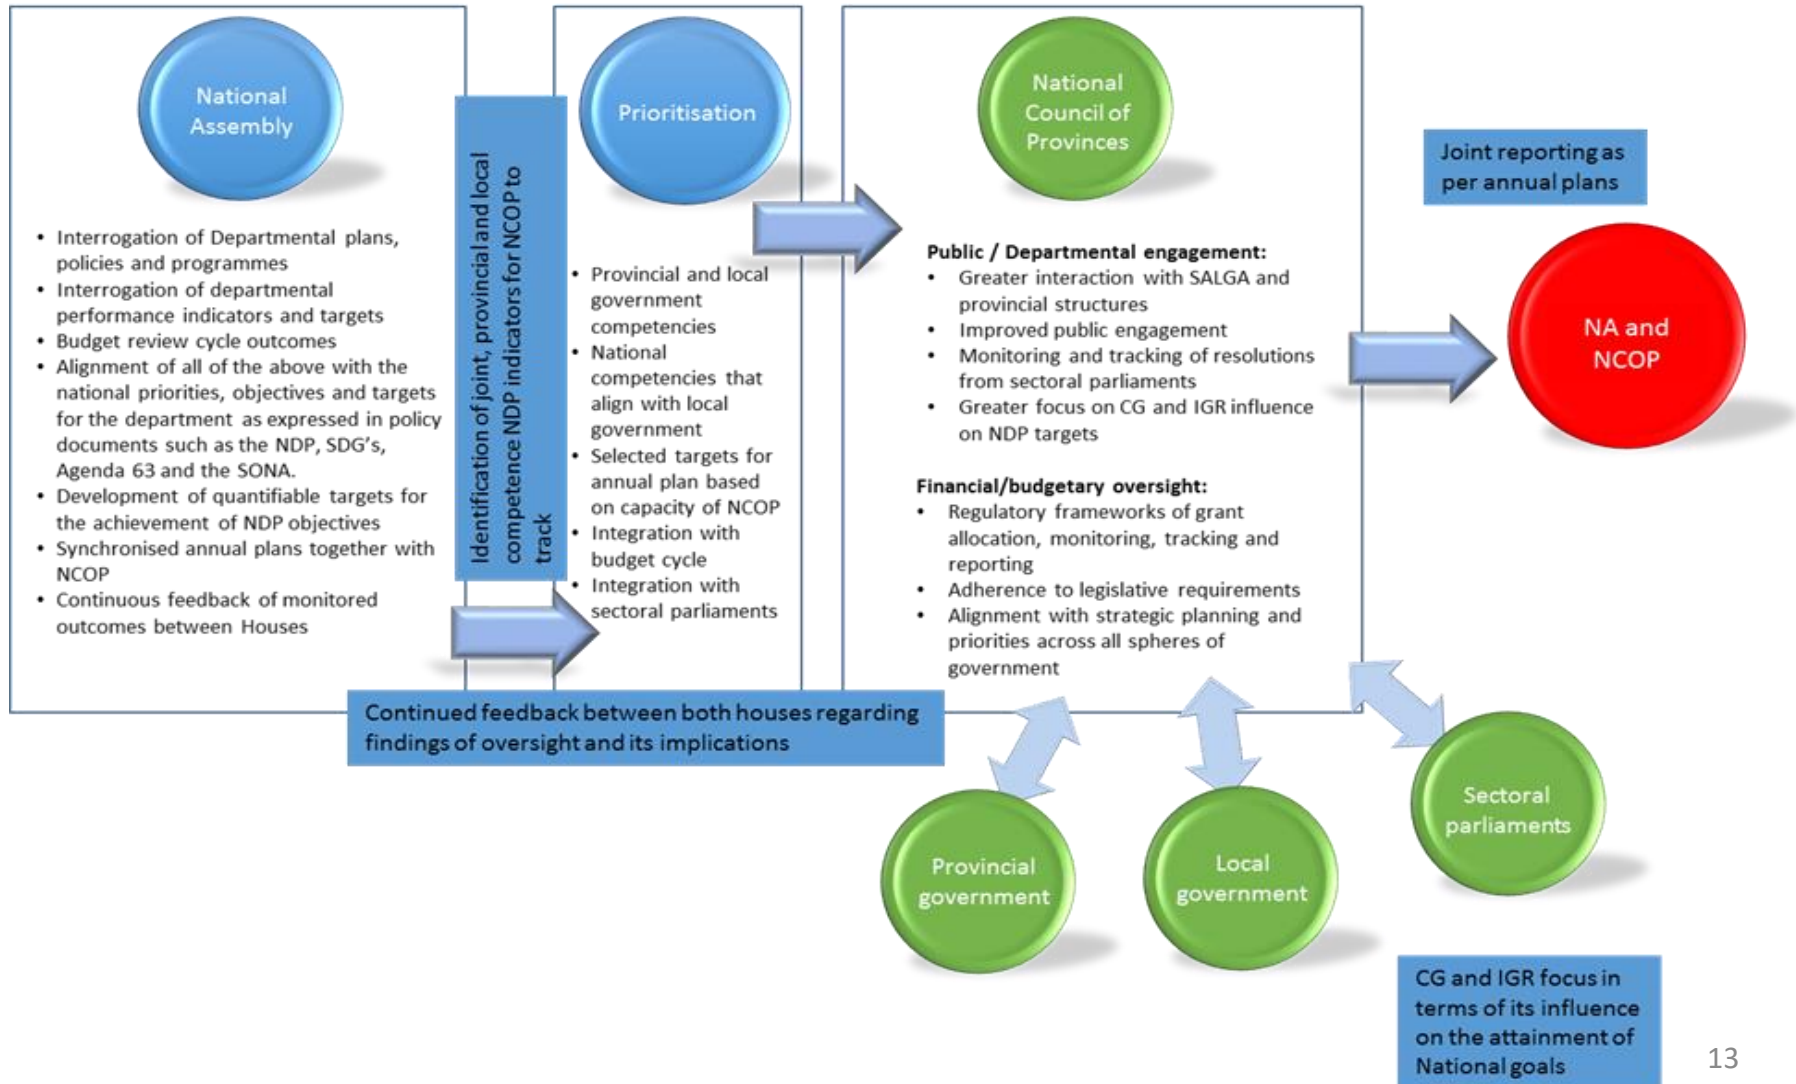 National
Assembly
• Interrogation of Departmental plans,
policies and programmes
• Interrogation of departmental
performance indicators and targets
• Budget review cycle outcomes
• Alignment of all of the above with the
national priorities, objectives and targets
for the department as expressed in policy
documents such as the NDP, SDG's,
Agenda 63 and the SONA.
• Development of quantifiable targets for
the achievement of NDP objectives
• Synchronised annual plans together with
NCOP
• Continuous feedback of monitored
outcomes between Houses
Identification of joint, provincial and local
competence NDP indicators for NCOP to
track
Prioritisation
• Provincial and local
government
competencies
• National
competencies that
align with local
government
• Selected targets for
annual plan based
on capacity of NCOP
• Integration with
budget cycle
• Integration with
sectoral parliaments
Continued feedback between both houses regarding
findings of oversight and its implications
National
Council of
Provinces
Public / Departmental engagement:
• Greater interaction with SALGA and
provincial structures
• Improved public engagement
• Monitoring and tracking of resolutions
from sectoral parliaments
• Greater focus on CG and IGR influence
on NDP targets
Financial/budgetary oversight:
• Regulatory frameworks of grant
allocation, monitoring, tracking and
reporting
• Adherence to legislative requirements
• Alignment with strategic planning and
priorities across all spheres of
government
Joint reporting as
per annual plans
NA and
NCOP
Provincial
government
Local
government
Sectoral
parliaments
CG and IGR focus in
terms of its influence
on the attainment of
National goals
13